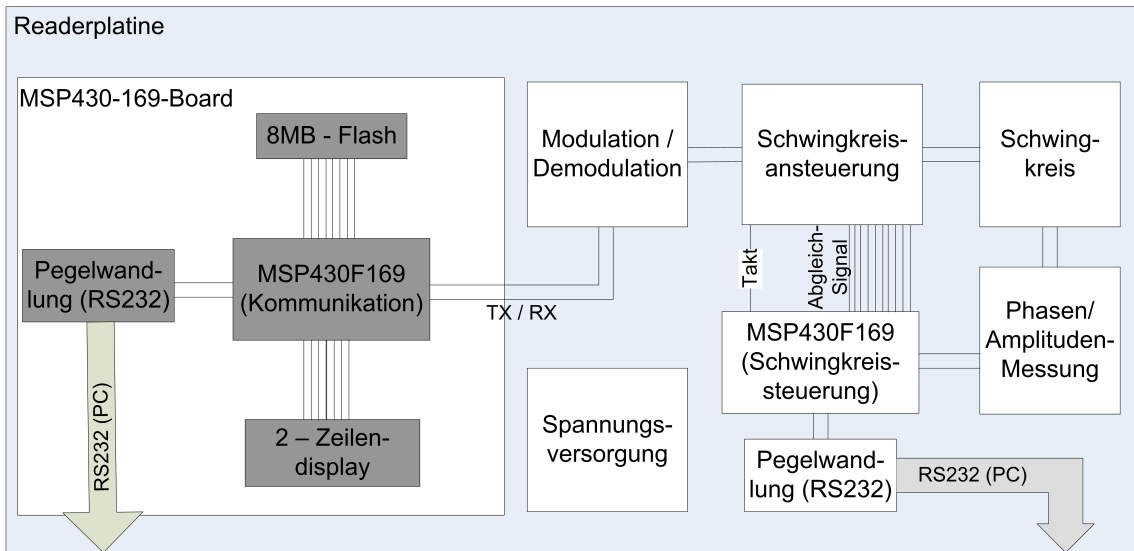 Readerplatine
MSP430-169-Board
8MB - Flash
Pegelwand-
lung (RS232)
MSP430F169
(Kommunikation)
2 – Zeilen-
display
RS232 (PC)
TX / RX
Modulation /
Demodulation
Schwingkreis-
ansteuerung
Schwing-
kreis
Takt
Abgleich-
Signal
MSP430F169
(Schwingkreis-
steuerung)
Phasen/
Amplituden-
Messung
Spannungs-
versorgung
Pegelwand-
lung (RS232)
RS232 (PC)